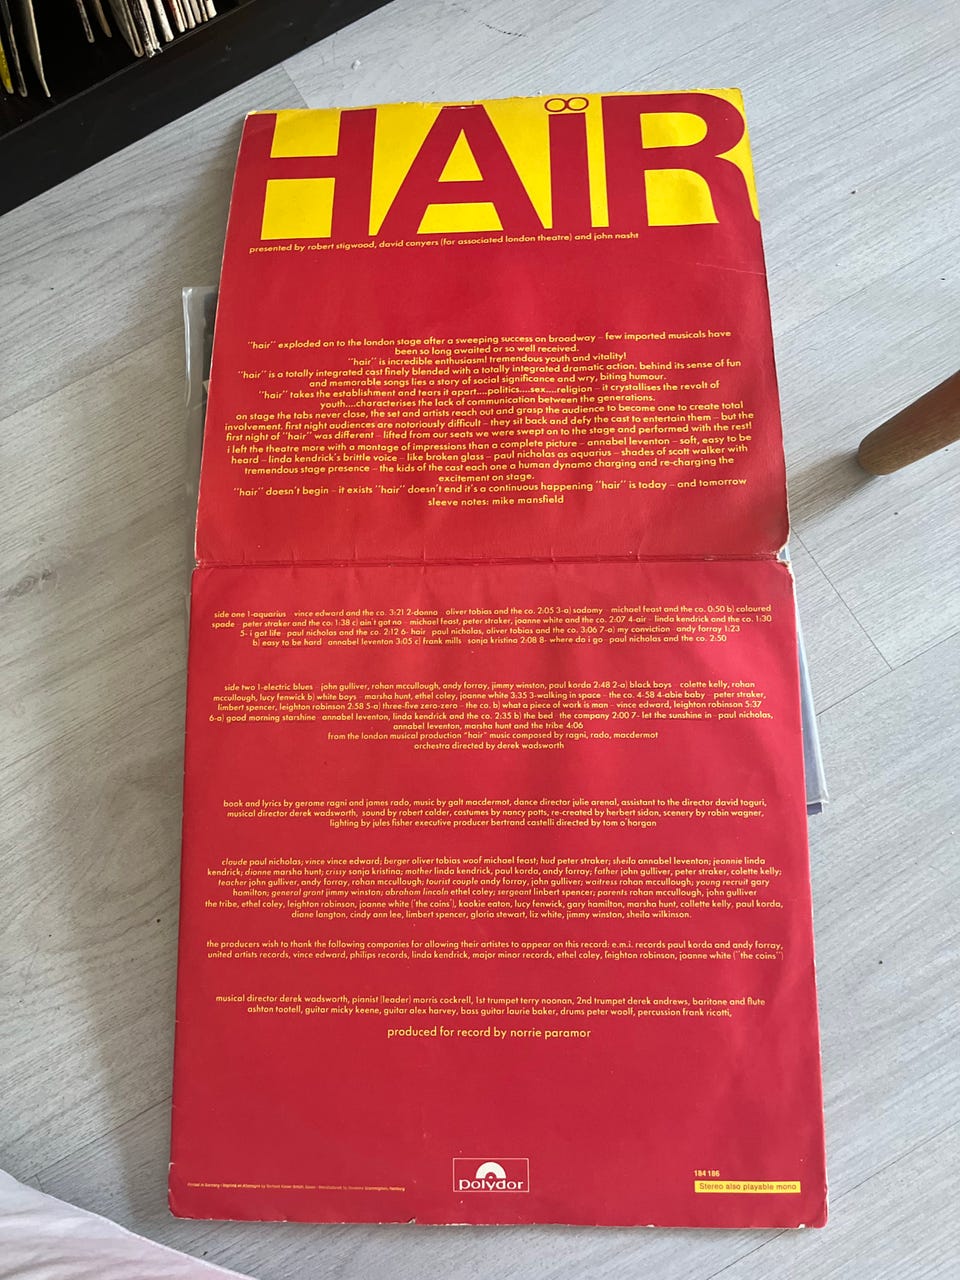 HAiR
presented by robert stigwood, david conyers (for associated london theatre) and john nasht
"hair" exploded on to the london stage after a sweeping success on broadway – few imported musicals have
been so long awaited or so well received.
"hair" is incredible enthusiasm! tremendous youth and vitality!
"hair" is a totally integrated cast finely blended with a totally integrated dramatic action. behind its sense of fun
and memorable songs lies a story of social significance and wry, biting humour.
"hair" takes the establishment and tears it apart....politics....sex....religion – it crystallises the revolt of
youth....characterises the lack of communication between the generations.
on stage the tabs never close, the set and artists reach out and grasp the audience to become one to create total
involvement. first night audiences are notoriously difficult – they sit back and defy the cast to entertain them – but the
first night of "hair" was different – lifted from our seats we were swept on to the stage and performed with the rest!
i left the theatre more with a montage of impressions than a complete picture – annabel leventon – soft, easy to be
heard – linda kendrick's brittle voice – like broken glass – paul nicholas as aquarius – shades of scott walker with
tremendous stage presence – the kids of the cast each one a human dynamo charging and re-charging the
excitement on stage.
"hair" doesn't begin – it exists "hair" doesn't end it's a continuous happening "hair" is today – and tomorrow
sleeve notes: mike mansfield
side one 1-aquarius – vince edward and the co. 3:21 2-donna – oliver tobias and the co. 2:05 3-a) sodomy – michael feast and the co. 0:50 b) coloured
spade – peter straker and the co: 1:38 c) ain't got no – michael feast, peter straker, joanne white and the co. 2:07 4-air – linda kendrick and the co. 1:30
5- i got life – paul nicholas and the co. 2:12 6- hair – paul nicholas, oliver tobias and the co. 3:06 7-a) my conviction – andy forray 1:23
b) easy to be hard – annabel leventon 3:05 c) frank mills – sonja kristina 2:08 8- where do i go – paul nicholas and the co. 2:50
side two 1-electric blues – john gulliver, rohan mccullough, andy forray, jimmy winston, paul korda 2:48 2-a) black boys – colette kelly, rohan
mccullough, lucy fenwick b) white boys – marsha hunt, ethel coley, joanne white 3:35 3-walking in space – the co. 4-58 4-abie baby – peter straker,
limbert spencer, leighton robinson 2:58 5-a) three-five zero-zero – the co. b) what a piece of work is man – vince edward, leighton robinson 5:37
6-a) good morning starshine – annabel leventon, linda kendrick and the co. 2:35 b) the bed – the company 2:00 7- let the sunshine in – paul nicholas,
annabel leventon, marsha hunt and the tribe 4:06
from the london musical production "hair" music composed by ragni, rado, macdermot
orchestra directed by derek wadsworth
book and lyrics by gerome ragni and james rado, music by galt macdermot, dance director julie arenal, assistant to the director david toguri,
musical director derek wadsworth, sound by robert calder, costumes by nancy potts, re-created by herbert sidon, scenery by robin wagner,
lighting by jules fisher executive producer bertrand castelli directed by tom o'horgan
claude paul nicholas; vince vince edward; berger oliver tobias woof michael feast; hud peter straker; sheila annabel leventon; jeannie linda
kendrick; dionne marsha hunt; crissy sonja kristina; mother linda kendrick, paul korda, andy forray; father john gulliver, peter straker, colette kelly;
teacher john gulliver, andy forray, rohan mccullough; tourist couple andy forray, john gulliver; waitress rohan mccullough; young recruit gary
hamilton; general grant jimmy winston; abraham lincoln ethel coley; sergeant linbert spencer; parents rohan mccullough, john gulliver
the tribe, ethel coley, leighton robinson, joanne white ('the coins'), kookie eaton, lucy fenwick, gary hamilton, marsha hunt, collette kelly, paul korda,
diane langton, cindy ann lee, limbert spencer, gloria stewart, liz white, jimmy winston, sheila wilkinson.
the producers wish to thank the following companies for allowing their artistes to appear on this record: e.m.i. records paul korda and andy forray,
united artists records, vince edward, philips records, linda kendrick, major minor records, ethel coley, leighton robinson, joanne white ("the coins")
musical director derek wadsworth, pianist (leader) morris cockrell, 1st trumpet terry noonan, 2nd trumpet derek andrews, baritone and flute
ashton tootell, guitar micky keene, guitar alex harvey, bass guitar laurie baker, drums peter woolf, percussion frank ricatti,
produced for record by norrie paramor
polydor
184 186
Stereo also playable mono
Printed in Germany